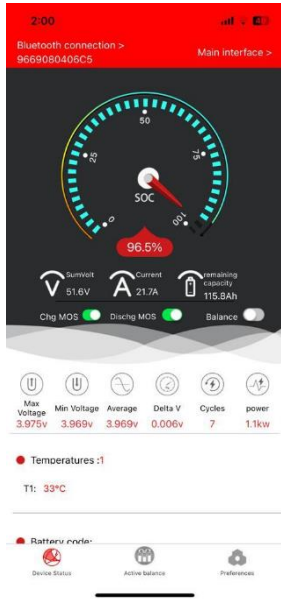 2:00
Bluetooth connection >
9669080406C5
Main interface >
0
25
50
75
100
SOC
96.5%
SumVolt
51.6V
Current
21.7A
remaining
capacity
115.8Ah
Chg MOS
Dischg MOS
Balance
Max
Voltage
Min Voltage
Average
Delta V
Cycles
power
3.975v
3.969v
3.969v
0.006v
7
1.1kw
Temperatures :1
T1: 33°C
Battery code:
Device Status
Active balance
Preferences